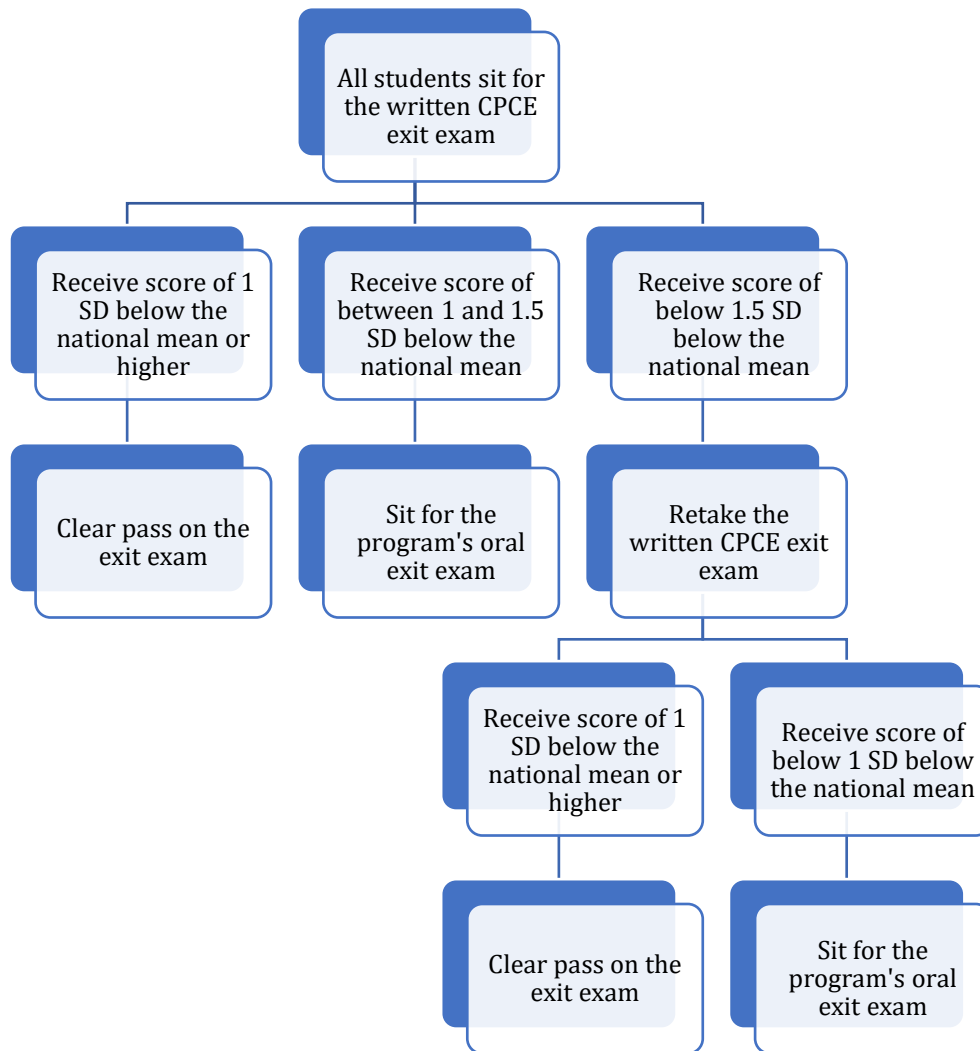 All students sit for
the written CPCE
exit exam
Receive score of 1
SD below the
national mean or
higher
Receive score of
between 1 and 1.5
SD below the
national mean
Receive score of
below 1.5 SD
below the
national mean
Clear pass on the
exit exam
Sit for the
program's oral
exit exam
Retake the
written CPCE exit
exam
Receive score of 1
SD below the
national mean or
higher
Receive score of
below 1 SD below
the national mean
Clear pass on the
exit exam
Sit for the
program's oral
exit exam